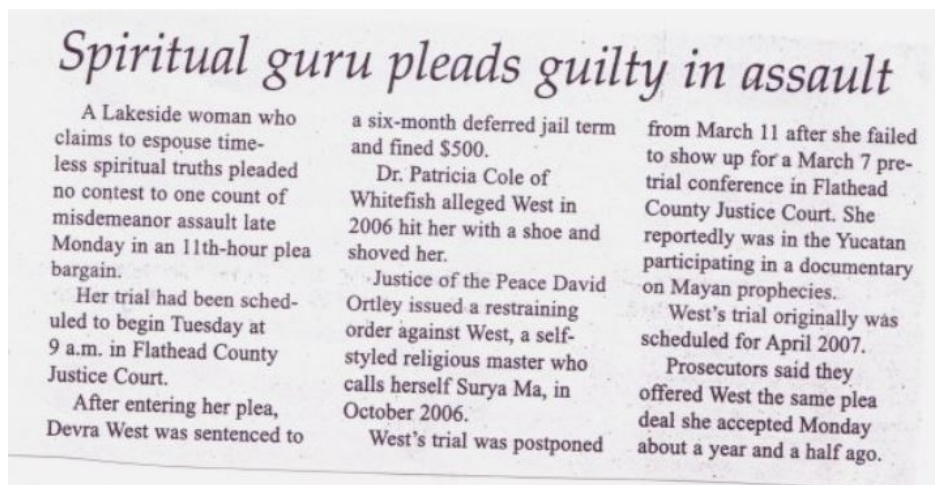 Spiritual guru pleads guilty in assault
A Lakeside woman who
claims to espouse time-
less spiritual truths pleaded
no contest to one count of
misdemeanor assault late
Monday in an 11th-hour plea
bargain.
Her trial had been sched-
uled to begin Tuesday at
9 a.m. in Flathead County
Justice Court.
After entering her plea,
Devra West was sentenced to
a six-month deferred jail term
and fined $500.
Dr. Patricia Cole of
Whitefish alleged West in
2006 hit her with a shoe and
shoved her.
Justice of the Peace David
Ortley issued a restraining
order against West, a self-
styled religious master who
calls herself Surya Ma, in
October 2006.
West's trial was postponed
from March 11 after she failed
to show up for a March 7 pre-
trial conference in Flathead
County Justice Court. She
reportedly was in the Yucatan
participating in a documentary
on Mayan prophecies.
West's trial originally was
scheduled for April 2007.
Prosecutors said they
offered West the same plea
deal she accepted Monday
about a year and a half ago.